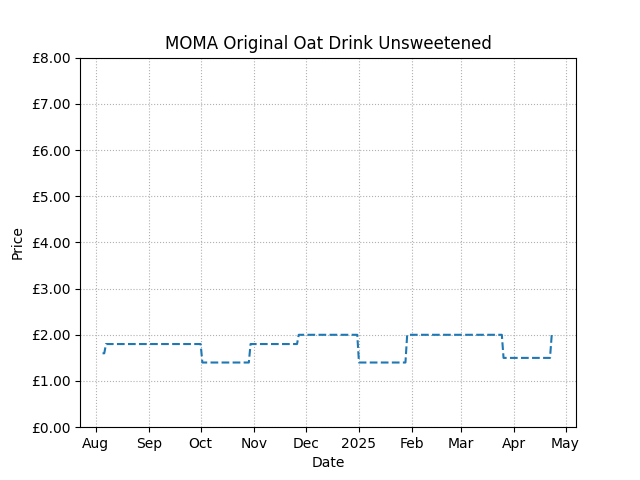 MOMA Original Oat Drink Unsweetened
£8.00
£7.00
£6.00
£5.00
£4.00
£3.00
£2.00
£1.00
£0.00
Price
Aug Sep Oct Nov Dec 2025 Feb Mar Apr May
Date